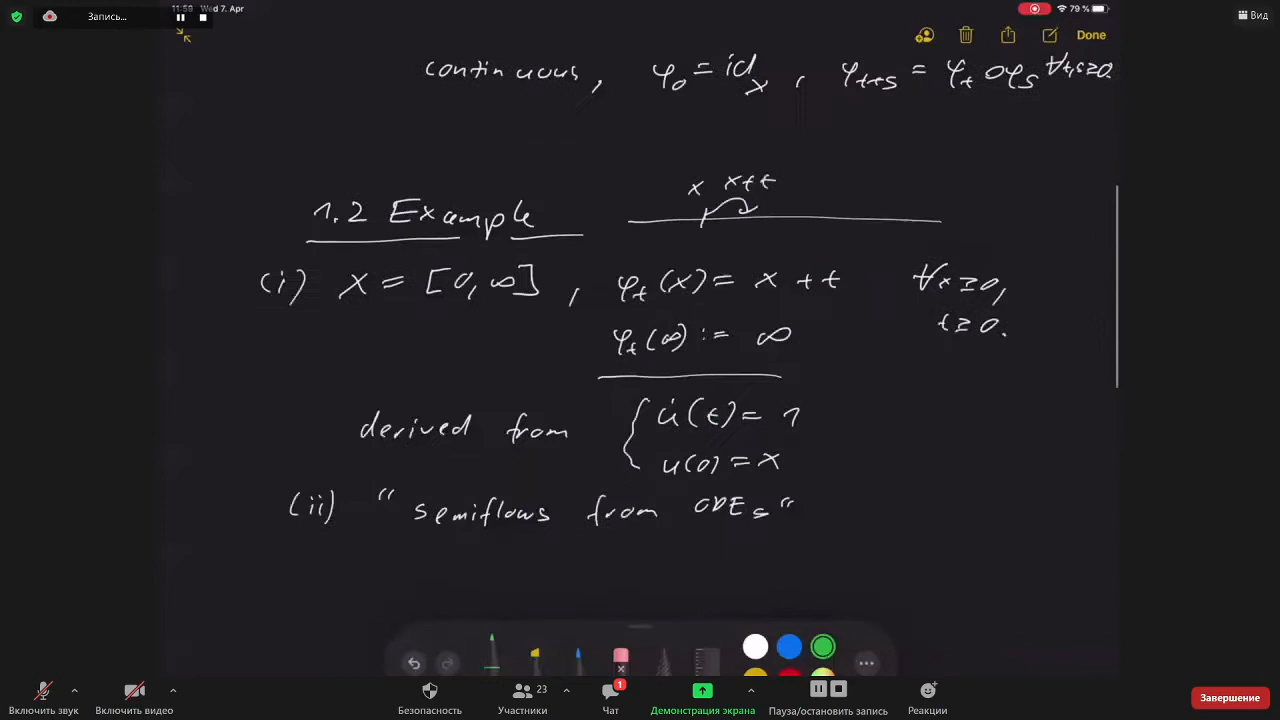 Запись...
11:59 Wed 7. Apr
79 %
Вид
Done
continuous, φ₀ = id_X, φ_{t+s} = φ_t ∘ φ_s ∀t,s≥0.
x x+t
1.2 Example
(i) X = [0, ∞], φ_t(x) = x + t ∀x ≥ 0,
t ≥ 0.
φ_t(∞) := ∞
derived from { u̇(t) = 1
u(0) = x
(ii) " semiflows from ODEs "
Включить звук
Включить видео
Безопасность
23
Участники
1
Чат
Демонстрация экрана
Пауза/остановить запись
Реакции
Завершение